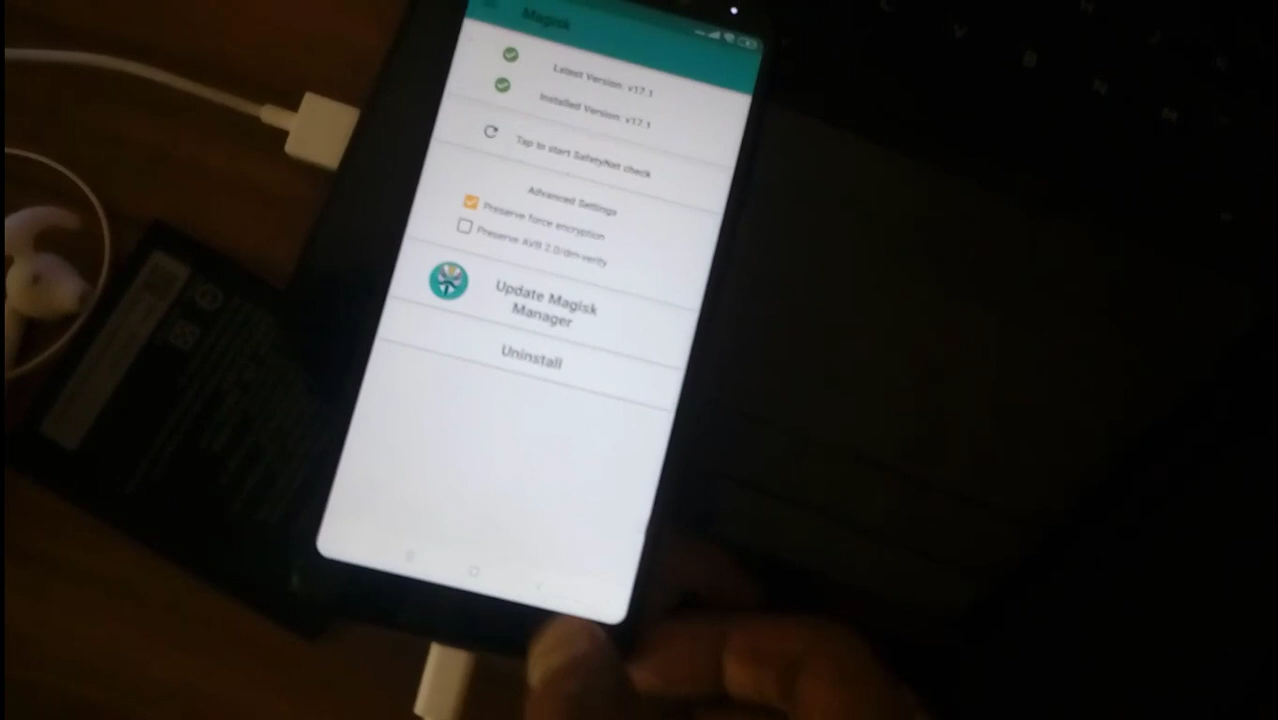 Magisk
Latest Version: v17.1
Installed Version: v17.1
Tap to start SafetyNet check
Advanced Settings
Preserve force encryption
Preserve AVB 2.0/dm-verity
Update Magisk
Manager
Uninstall